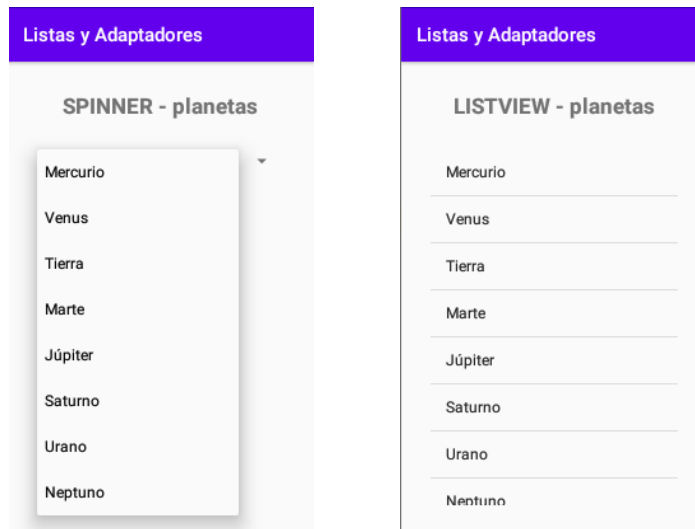 Listas y Adaptadores
SPINNER - planetas
Mercurio
Venus
Tierra
Marte
Júpiter
Saturno
Urano
Neptuno
Listas y Adaptadores
LISTVIEW - planetas
Mercurio
Venus
Tierra
Marte
Júpiter
Saturno
Urano
Neptuno